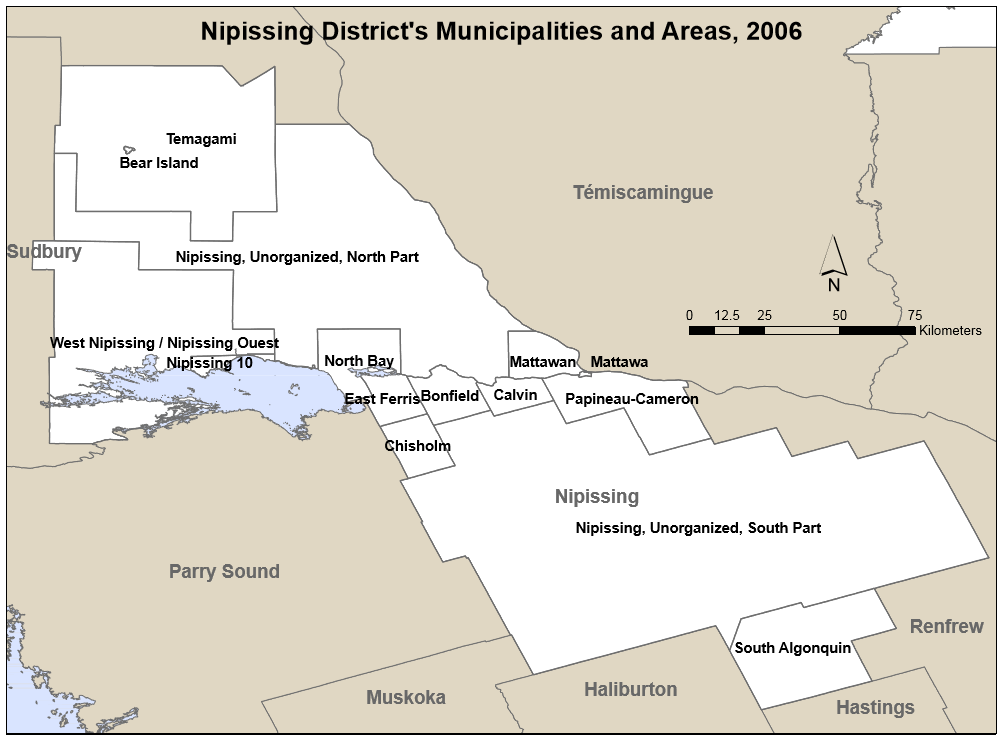 Nipissing District's Municipalities and Areas, 2006
Temagami
Bear Island
Témiscamingue
Sudbury
Nipissing, Unorganized, North Part
N
0 12.5 25 50 75
Kilometers
West Nipissing / Nipissing Ouest
Nipissing 10
North Bay
Mattawan
Mattawa
East Ferris
Bonfield
Calvin
Papineau-Cameron
Chisholm
Nipissing
Nipissing, Unorganized, South Part
Parry Sound
Renfrew
South Algonquin
Muskoka
Haliburton
Hastings